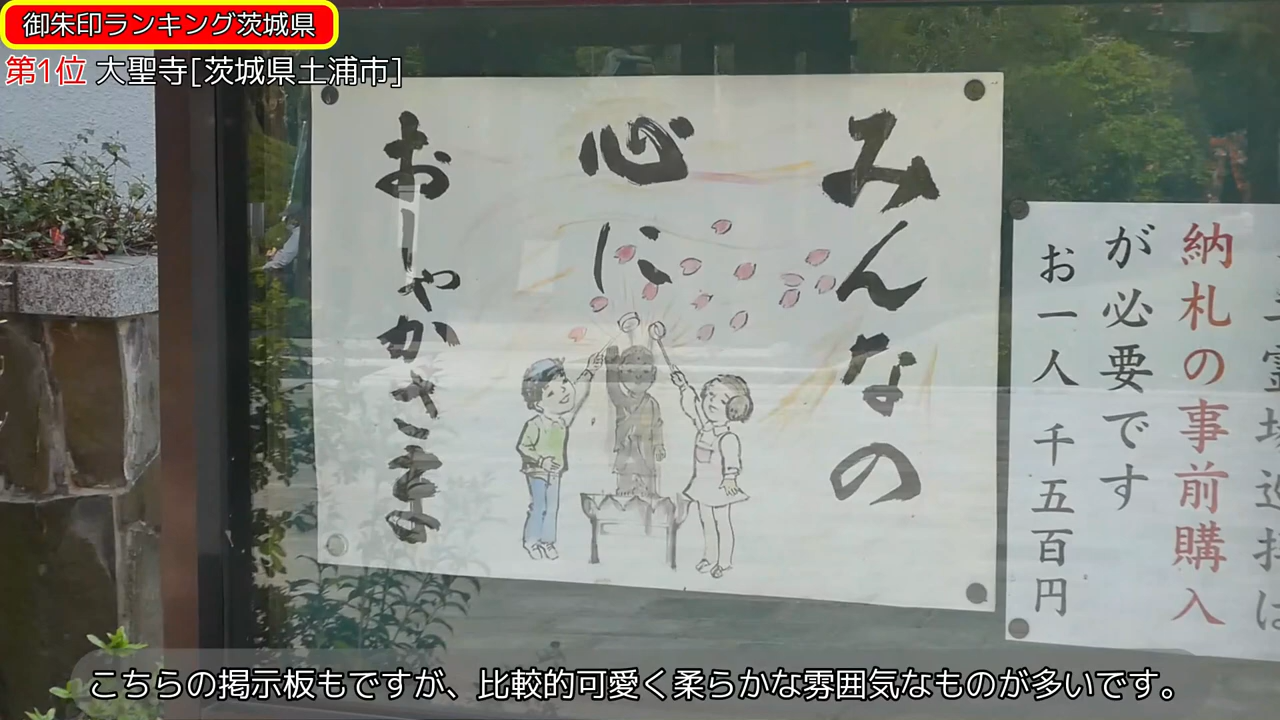 御朱印ランキング茨城県
第1位 大聖寺[茨城県土浦市]
みんなの
心に
おしゃかさま
納札の事前購入
が必要です
お一人 千五百円
こちらの掲示板もですが、比較的可愛く柔らかな雰囲気なものが多いです。